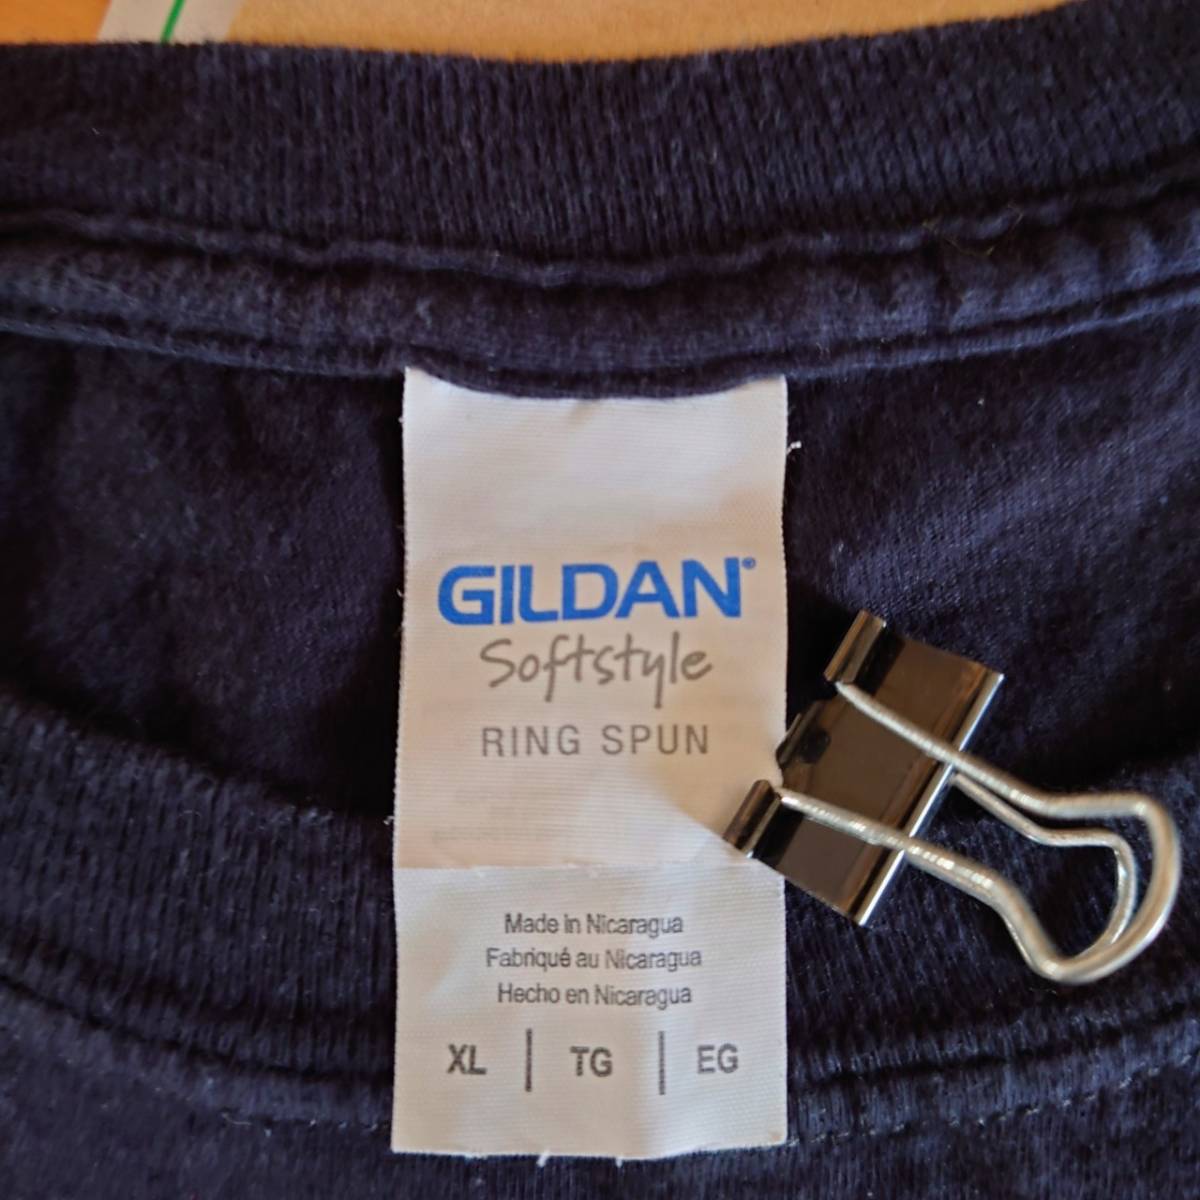 GILDAN®
Softstyle
RING SPUN
Made in Nicaragua
Fabriqué au Nicaragua
Hecho en Nicaragua
XL | TG | EG